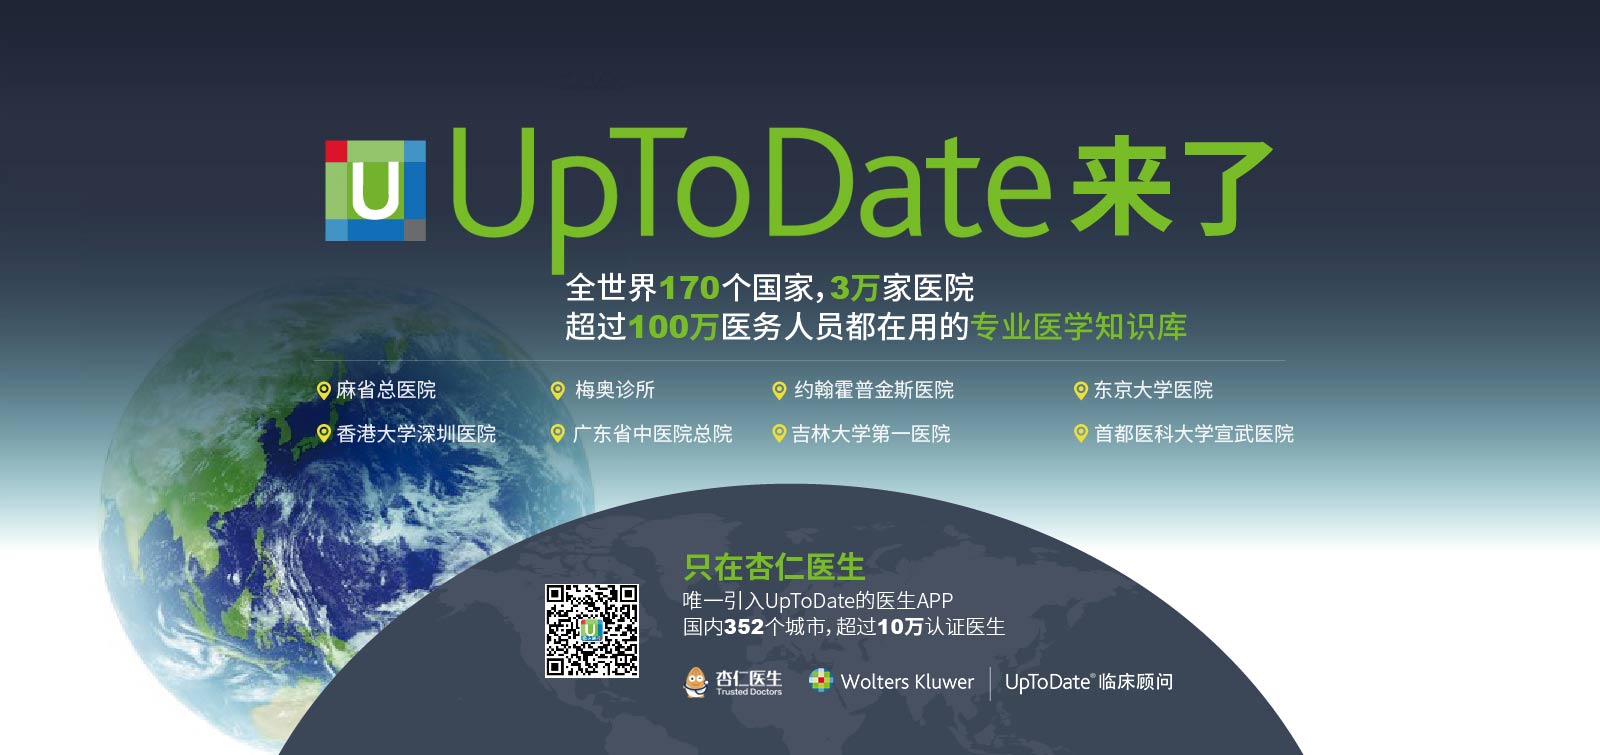 U UpToDate来了
全世界170个国家，3万家医院
超过100万医务人员都在用的专业医学知识库
麻省总医院 梅奥诊所 约翰霍普金斯医院 东京大学医院
香港大学深圳医院 广东省中医院总院 吉林大学第一医院 首都医科大学宣武医院
只在杏仁医生
唯一引入UpToDate的医生APP
国内352个城市，超过10万认证医生
U
杏仁医生 Wolters Kluwer UpToDate®临床顾问
Trusted Doctors